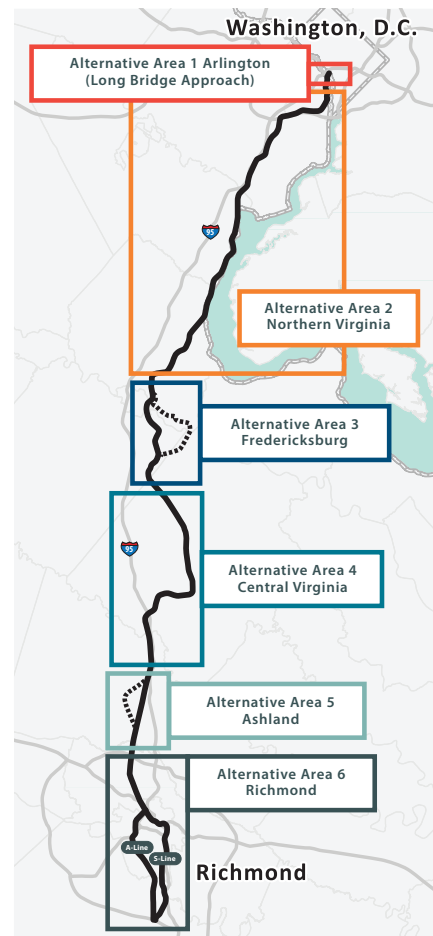 Washington, D.C.
Alternative Area 1 Arlington
(Long Bridge Approach)
95
Alternative Area 2
Northern Virginia
Alternative Area 3
Fredericksburg
95
Alternative Area 4
Central Virginia
Alternative Area 5
Ashland
Alternative Area 6
Richmond
A-Line
S-Line
Richmond